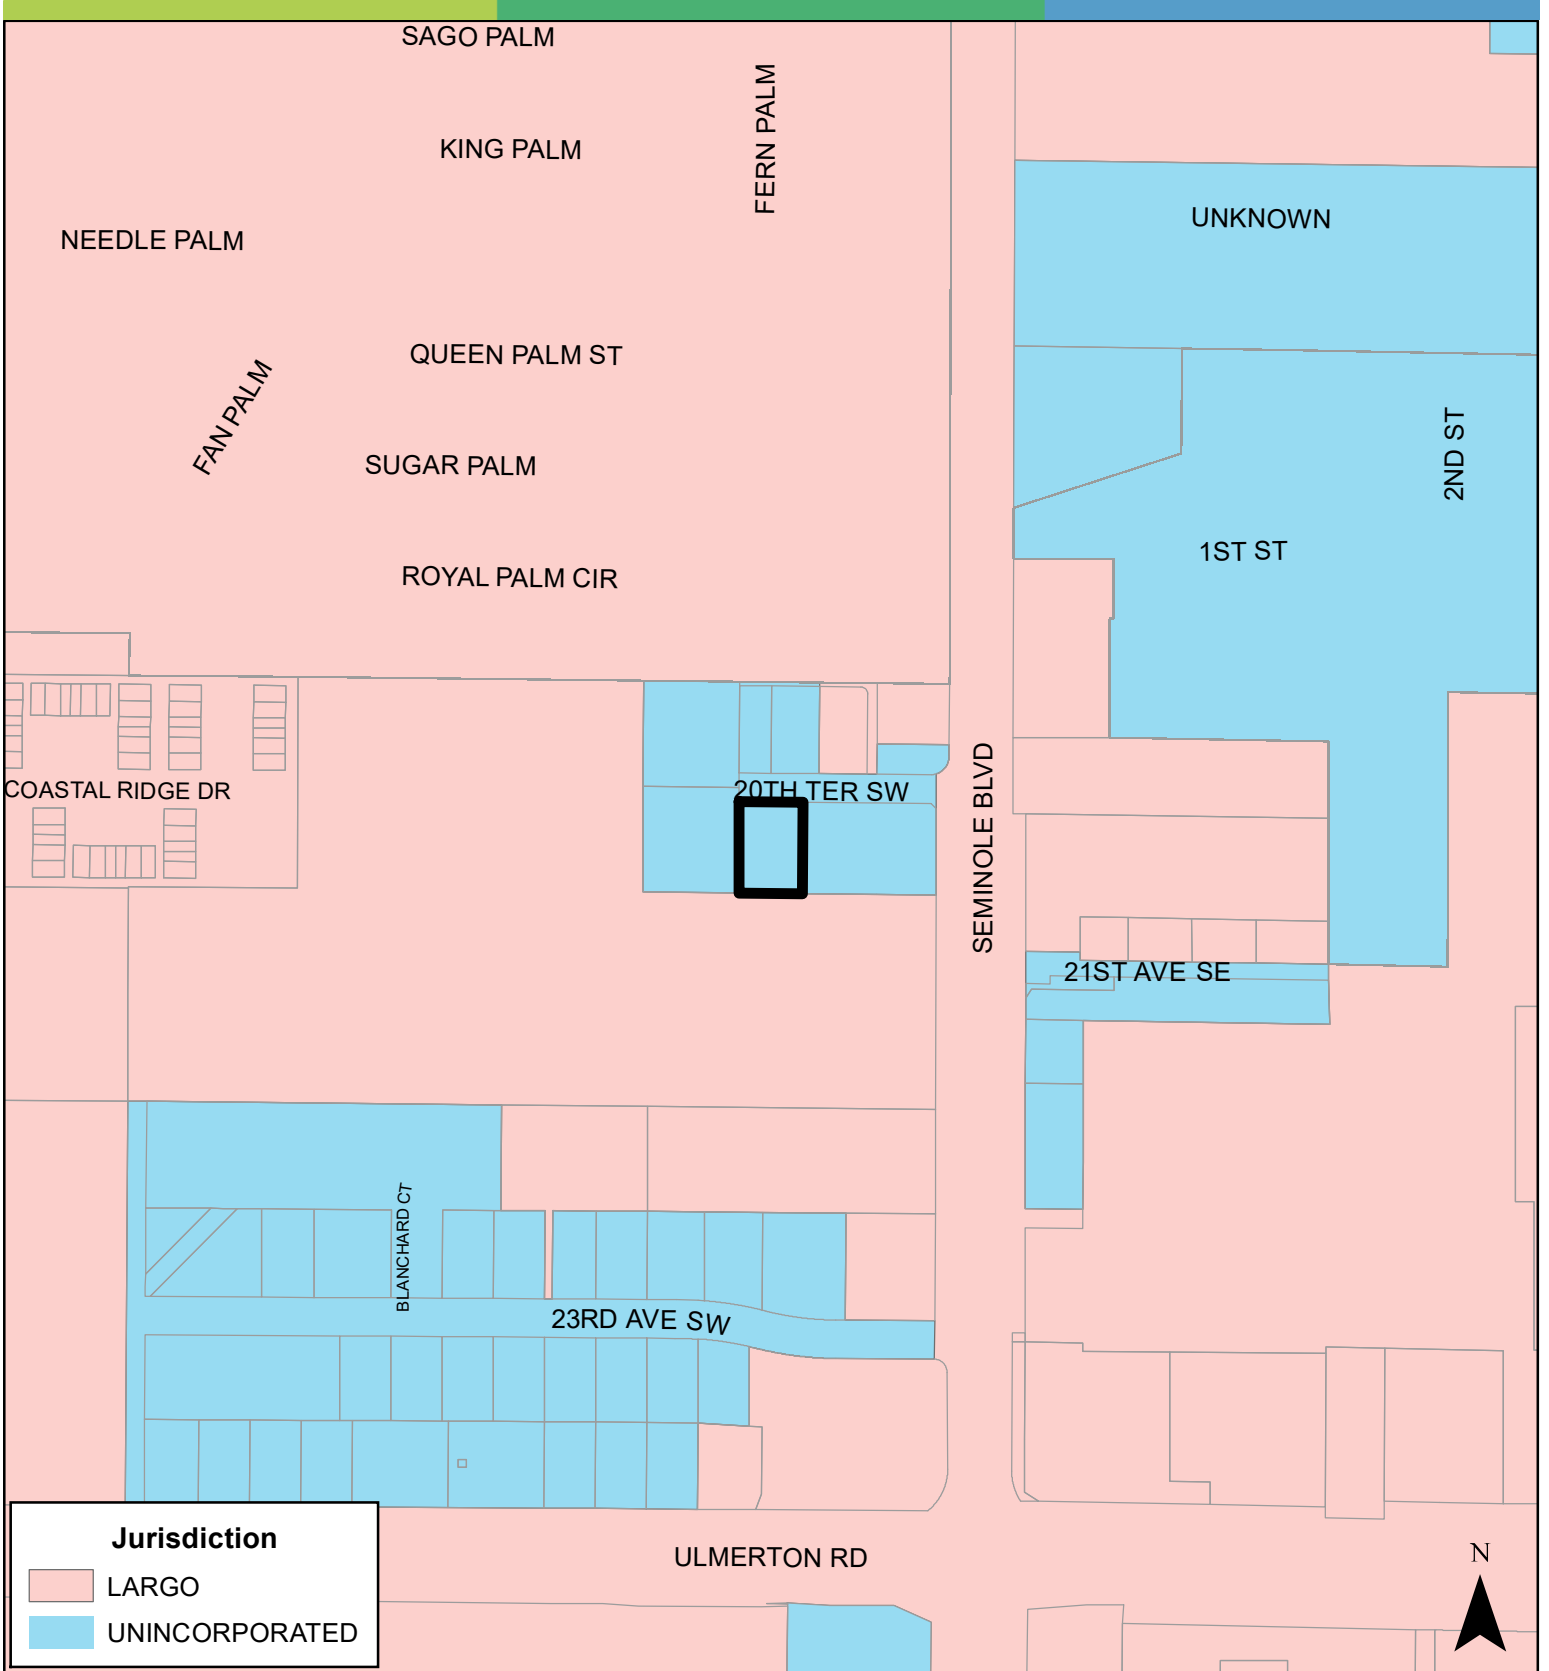 SAGO PALM
FERN PALM
KING PALM
UNKNOWN
NEEDLE PALM
QUEEN PALM ST
FAN PALM
2ND ST
SUGAR PALM
1ST ST
ROYAL PALM CIR
COASTAL RIDGE DR
20TH TER SW
SEMINOLE BLVD
21ST AVE SE
BLANCHARD CT
23RD AVE SW
Jurisdiction
LARGO
UNINCORPORATED
ULMERTON RD
N